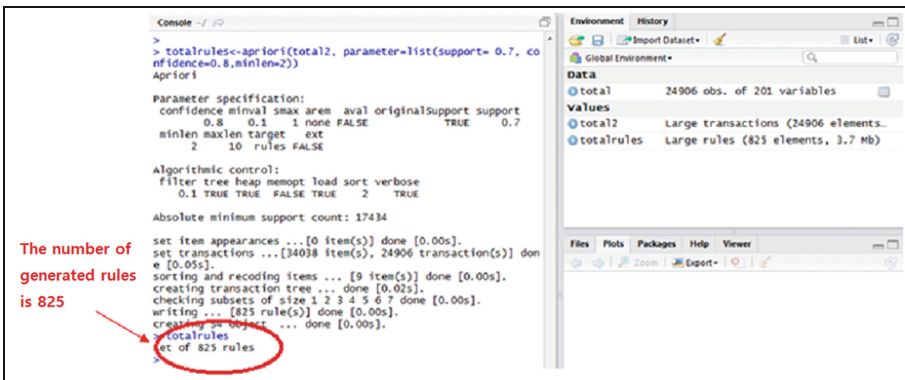 Console ~/
>
> totalrules<-apriori(total2, parameter=list(support= 0.7, co
nfidence=0.8,minlen=2))
Apriori
Parameter specification:
confidence minval smax arem aval originalSupport support
0.8 0.1 1 none FALSE TRUE 0.7
minlen maxlen target ext
2 10 rules FALSE
Algorithmic control:
filter tree heap memopt load sort verbose
0.1 TRUE TRUE FALSE TRUE 2 TRUE
Absolute minimum support count: 17434
set item appearances ...[0 item(s)] done [0.00s].
set transactions ...[34038 item(s), 24906 transaction(s)] don
e [0.05s].
sorting and recoding items ... [9 item(s)] done [0.00s].
creating transaction tree ... done [0.02s].
checking subsets of size 1 2 3 4 5 6 7 done [0.00s].
writing ... [825 rule(s)] done [0.00s].
creating S4 object ... done [0.00s].
> totalrules
set of 825 rules
>
The number of
generated rules
is 825
Environment History
Import Dataset List
Global Environment
Data
total 24906 obs. of 201 variables
Values
total2 Large transactions (24906 elements…
totalrules Large rules (825 elements, 3.7 Mb)
Files Plots Packages Help Viewer
Zoom Export